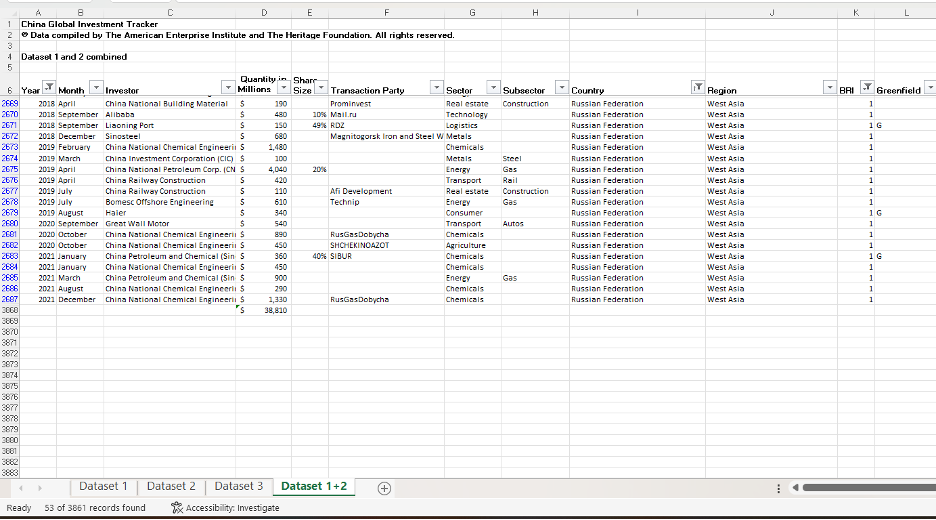 A B C D E F G H I J K L
1 China Global Investment Tracker
2 © Data compiled by The American Enterprise Institute and The Heritage Foundation. All rights reserved.
3
4 Dataset 1 and 2 combined
5
6 Year Month Investor Quantity in Millions Share Size Transaction Party Sector Subsector Country Region BRI Greenfield
2669 2018 April China National Building Material $ 190 Prominvest Real estate Construction Russian Federation West Asia 1
2670 2018 September Alibaba $ 480 10% Mail.ru Technology Russian Federation West Asia 1
2671 2018 September Liaoning Port $ 150 49% RDZ Logistics Russian Federation West Asia 1 G
2672 2018 December Sinosteel $ 680 Magnitogorsk Iron and Steel W Metals Russian Federation West Asia 1
2673 2019 February China National Chemical Engineeri $ 1,480 Chemicals Russian Federation West Asia 1
2674 2019 March China Investment Corporation (CIC) $ 100 Metals Steel Russian Federation West Asia 1
2675 2019 April China National Petroleum Corp. (CN $ 4,040 20% Energy Gas Russian Federation West Asia 1
2676 2019 April China Railway Construction $ 420 Transport Rail Russian Federation West Asia 1
2677 2019 July China Railway Construction $ 110 Afi Development Real estate Construction Russian Federation West Asia 1
2678 2019 July Bomesc Offshore Engineering $ 610 Technip Energy Gas Russian Federation West Asia 1
2679 2019 August Haier $ 340 Consumer Russian Federation West Asia 1 G
2680 2020 September Great Wall Motor $ 540 Transport Autos Russian Federation West Asia 1
2681 2020 October China National Chemical Engineeri $ 890 RusGasDobycha Chemicals Russian Federation West Asia 1
2682 2020 October China National Chemical Engineeri $ 450 SHCHEKINOAZOT Agriculture Russian Federation West Asia 1
2683 2021 January China Petroleum and Chemical (Sin $ 360 40% SIBUR Chemicals Russian Federation West Asia 1 G
2684 2021 January China National Chemical Engineeri $ 450 Chemicals Russian Federation West Asia 1
2685 2021 March China Petroleum and Chemical (Sin $ 900 Energy Gas Russian Federation West Asia 1
2686 2021 August China National Chemical Engineeri $ 290 Chemicals Russian Federation West Asia 1
2687 2021 December China National Chemical Engineeri $ 1,330 RusGasDobycha Chemicals Russian Federation West Asia 1
3868 $ 38,810
3869
3870
3871
3872
3873
3874
3875
3876
3877
3878
3879
3880
3881
3882
3883
Dataset 1 Dataset 2 Dataset 3 Dataset 1+2
Ready 53 of 3861 records found Accessibility: Investigate